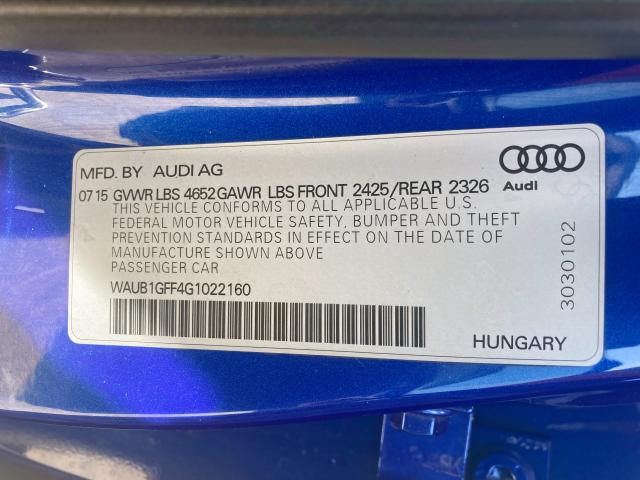 MFD. BY AUDI AG
Audi
07 15 GVWR LBS 4652 GAWR LBS FRONT 2425/REAR 2326
THIS VEHICLE CONFORMS TO ALL APPLICABLE U.S.
FEDERAL MOTOR VEHICLE SAFETY, BUMPER AND THEFT
PREVENTION STANDARDS IN EFFECT ON THE DATE OF
MANUFACTURE SHOWN ABOVE
PASSENGER CAR
WAUB1GFF4G1022160
3030102
HUNGARY